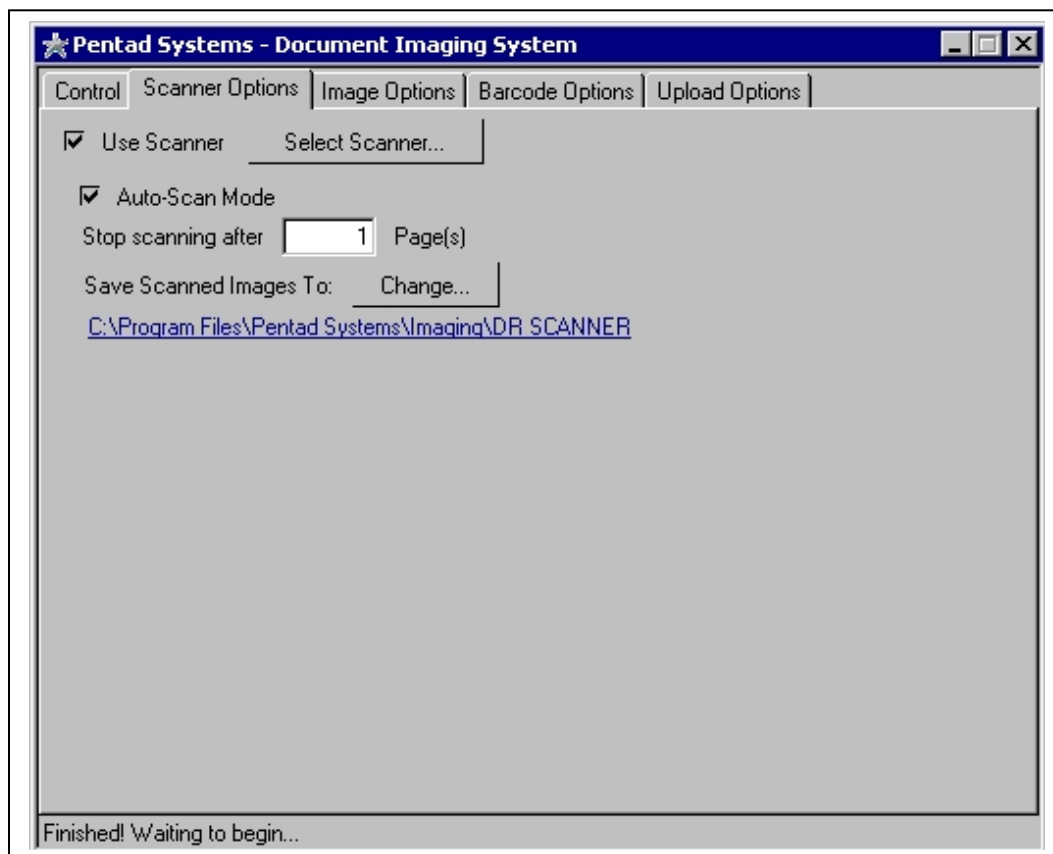 Pentad Systems - Document Imaging System
Control Scanner Options Image Options Barcode Options Upload Options
Use Scanner Select Scanner...
Auto-Scan Mode
Stop scanning after 1 Page(s)
Save Scanned Images To: Change...
C:\Program Files\Pentad Systems\Imaging\DR SCANNER
Finished! Waiting to begin...